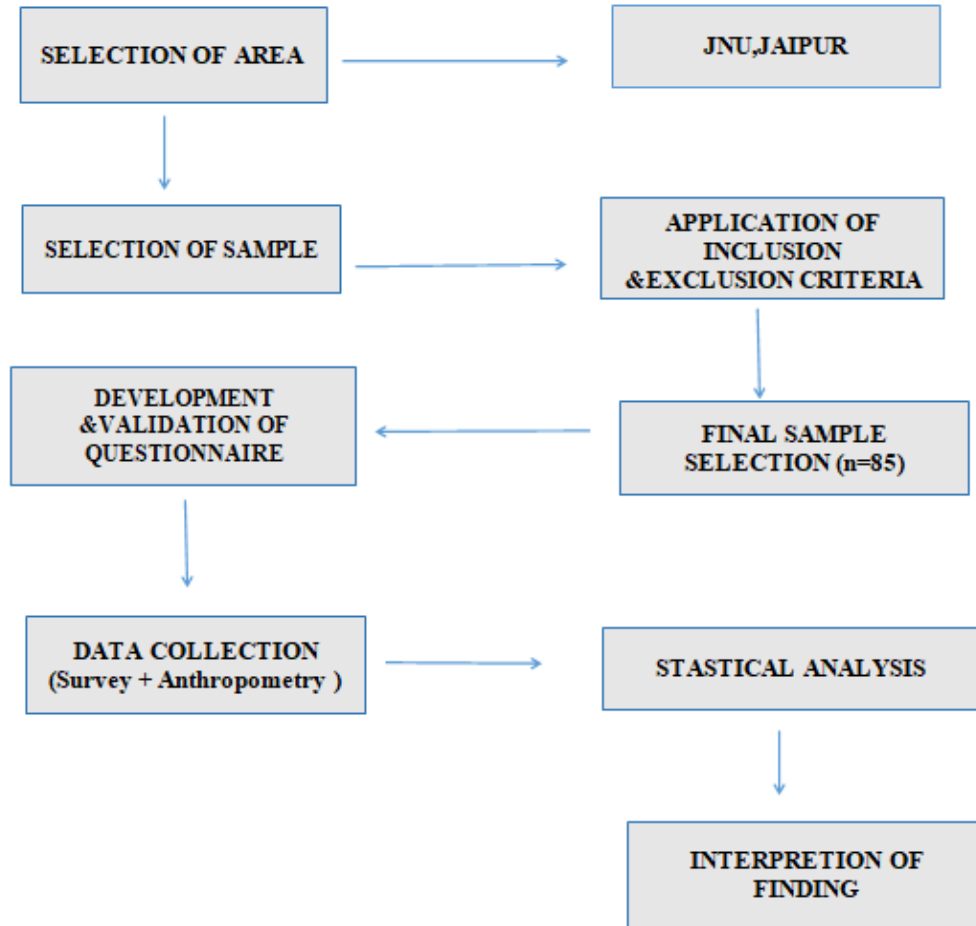 SELECTION OF AREA
JNU,JAIPUR
SELECTION OF SAMPLE
APPLICATION OF
INCLUSION
&EXCLUSION CRITERIA
DEVELOPMENT
&VALIDATION OF
QUESTIONNAIRE
FINAL SAMPLE
SELECTION (n=85)
DATA COLLECTION
(Survey + Anthropometry )
STASTICAL ANALYSIS
INTERPRETION OF
FINDING